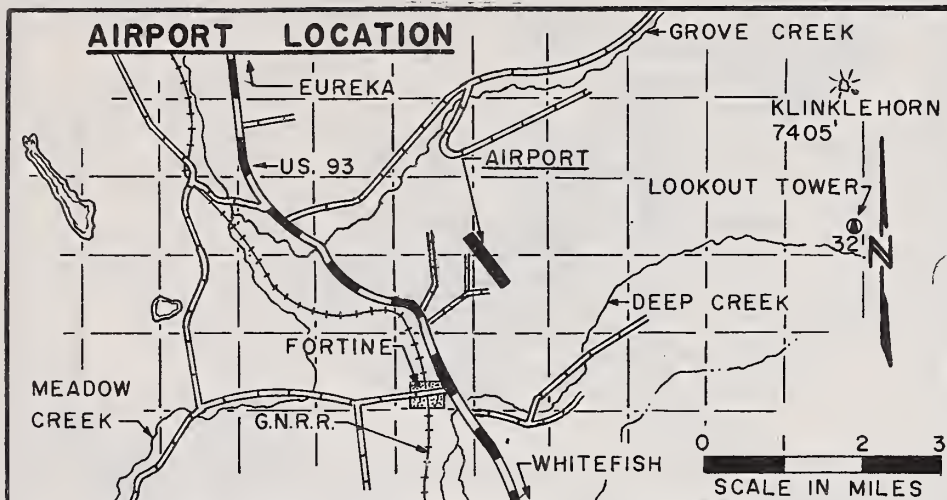 AIRPORT LOCATION
GROVE CREEK
EUREKA
KLINKLEHORN
7405'
US. 93
AIRPORT
LOOKOUT TOWER
32
N
DEEP CREEK
FORTINE
MEADOW
CREEK
G.N.R.R.
WHITEFISH
0 1 2 3
SCALE IN MILES